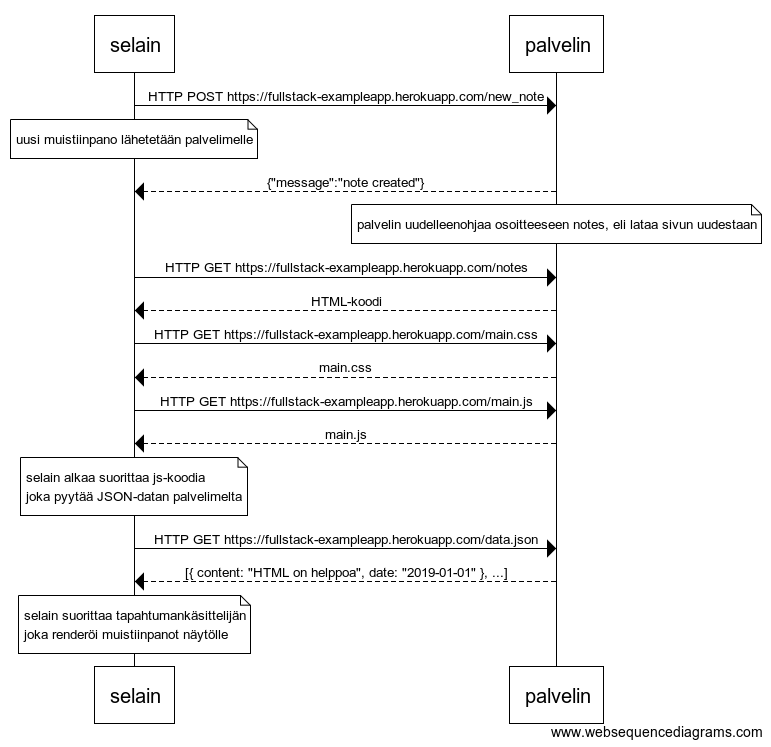 selain
palvelin
HTTP POST https://fullstack-exampleapp.herokuapp.com/new_note
uusi muistiinpano lähetetään palvelimelle
{"message":"note created"}
palvelin uudelleenohjaa osoitteeseen notes, eli lataa sivun uudestaan
HTTP GET https://fullstack-exampleapp.herokuapp.com/notes
HTML-koodi
HTTP GET https://fullstack-exampleapp.herokuapp.com/main.css
main.css
HTTP GET https://fullstack-exampleapp.herokuapp.com/main.js
main.js
selain alkaa suorittaa js-koodia
joka pyytää JSON-datan palvelimelta
HTTP GET https://fullstack-exampleapp.herokuapp.com/data.json
[{ content: "HTML on helppoa", date: "2019-01-01" }, ...]
selain suorittaa tapahtumankäsittelijän
joka renderöi muistiinpanot näytölle
selain
palvelin
www.websequencediagrams.com